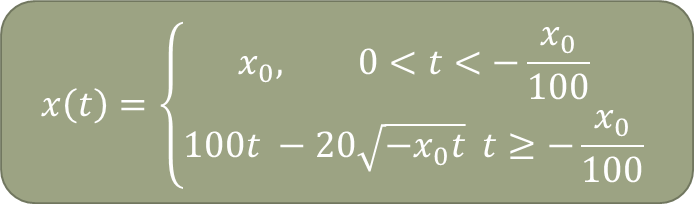 x(t) = { x₀, 0 < t < −x₀/100
100t − 20√(−x₀t) t ≥ −x₀/100